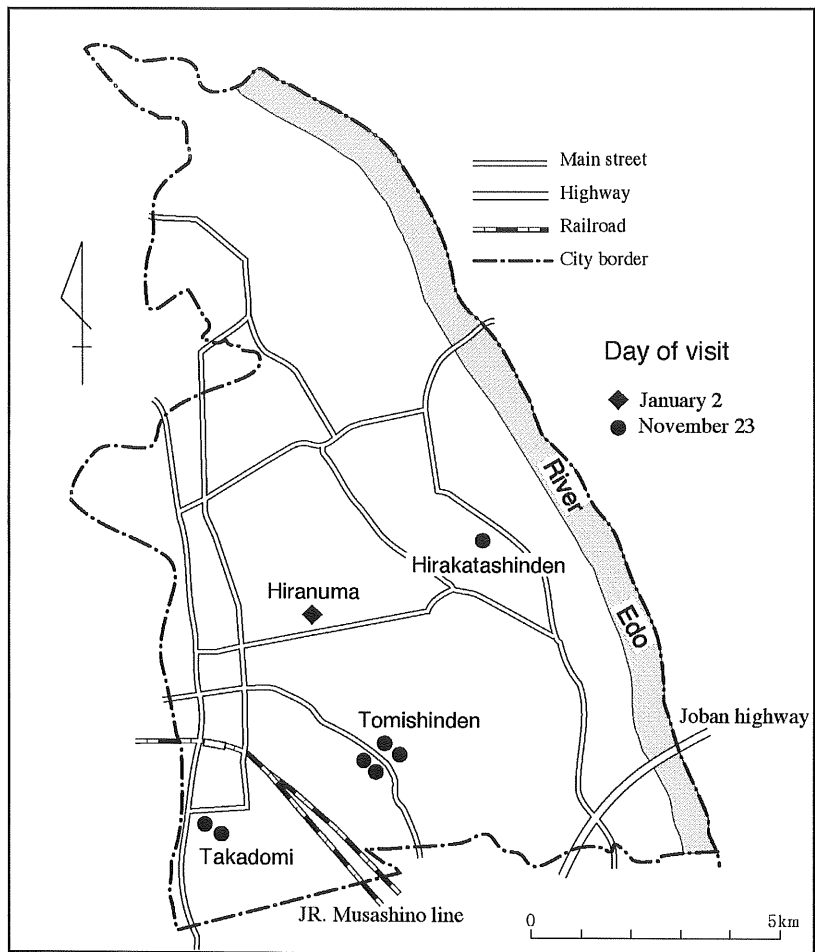 Main street
Highway
Railroad
City border
Day of visit
January 2
November 23
River Edo
Hirakatashinden
Hiranuma
Tomishinden
Joban highway
Takadomi
JR. Musashino line
0 5km